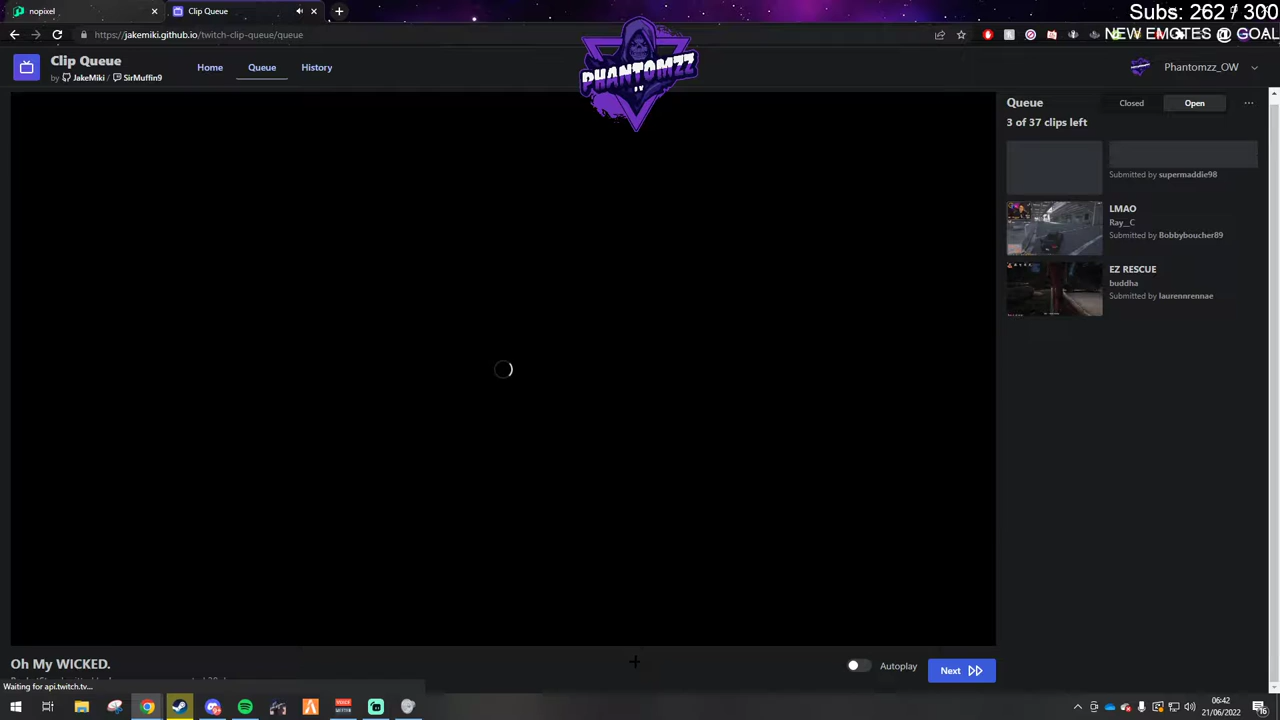 nopixel
Clip Queue
Subs: 262 / 300
https://jakemiki.github.io/twitch-clip-queue/queue
NEW EMOTES @ GOAL
Clip Queue
by JakeMiki / SirMuffin9
Home
Queue
History
PHANTOMZZ
OW
Phantomzz_OW
Queue
Closed
Open
3 of 37 clips left
Submitted by supermaddie98
LMAO
Ray__C
Submitted by Bobbyboucher89
EZ RESCUE
buddha
Submitted by laurennrennae
Oh My WICKED.
Autoplay
Next
Waiting for api.twitch.tv...
06:42
21/06/2022